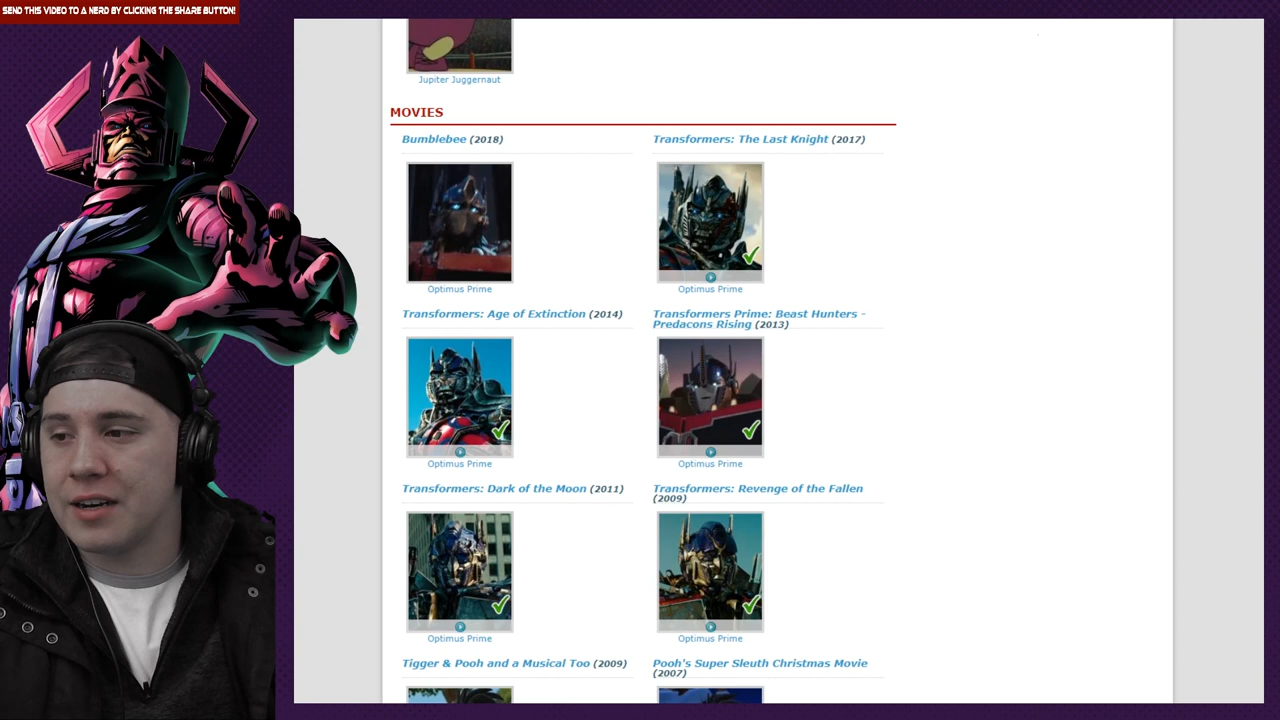 SEND THIS VIDEO TO A NERD BY CLICKING THE SHARE BUTTON!
Jupiter Juggernaut
MOVIES
Bumblebee (2018)
Transformers: The Last Knight (2017)
Optimus Prime
Optimus Prime
Transformers: Age of Extinction (2014)
Transformers Prime: Beast Hunters -
Predacons Rising (2013)
Optimus Prime
Optimus Prime
Transformers: Dark of the Moon (2011)
Transformers: Revenge of the Fallen
(2009)
Optimus Prime
Optimus Prime
Tigger & Pooh and a Musical Too (2009)
Pooh's Super Sleuth Christmas Movie
(2007)